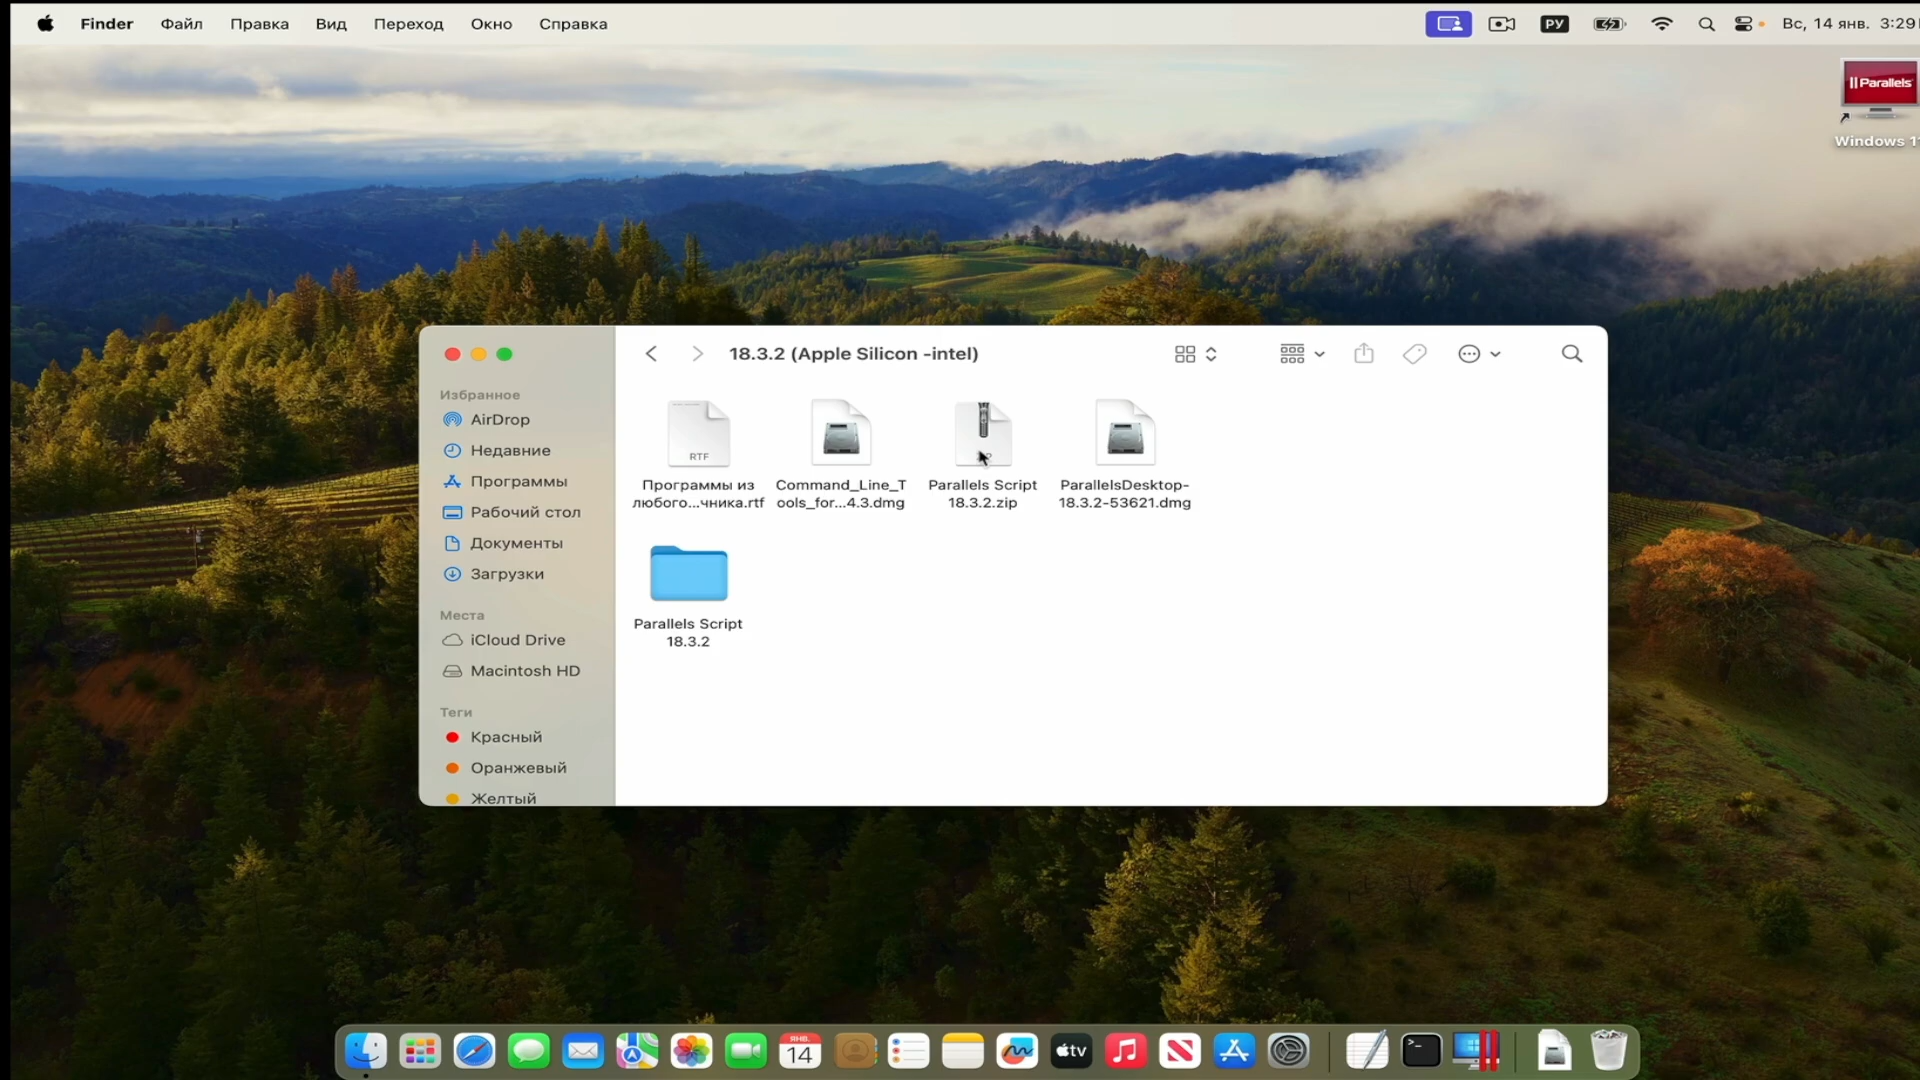 Finder Файл Правка Вид Переход Окно Справка РУ Вс, 14 янв. 3:29
Parallels
Windows 1
18.3.2 (Apple Silicon -intel)
Избранное
AirDrop
Недавние
Программы
Рабочий стол
Документы
Загрузки
Места
iCloud Drive
Macintosh HD
Теги
Красный
Оранжевый
Желтый
RTF
Программы из
любого...чника.rtf
Command_Line_T
ools_for...4.3.dmg
Parallels Script
18.3.2.zip
ParallelsDesktop-
18.3.2-53621.dmg
Parallels Script
18.3.2
ЯНВ.
14
tv